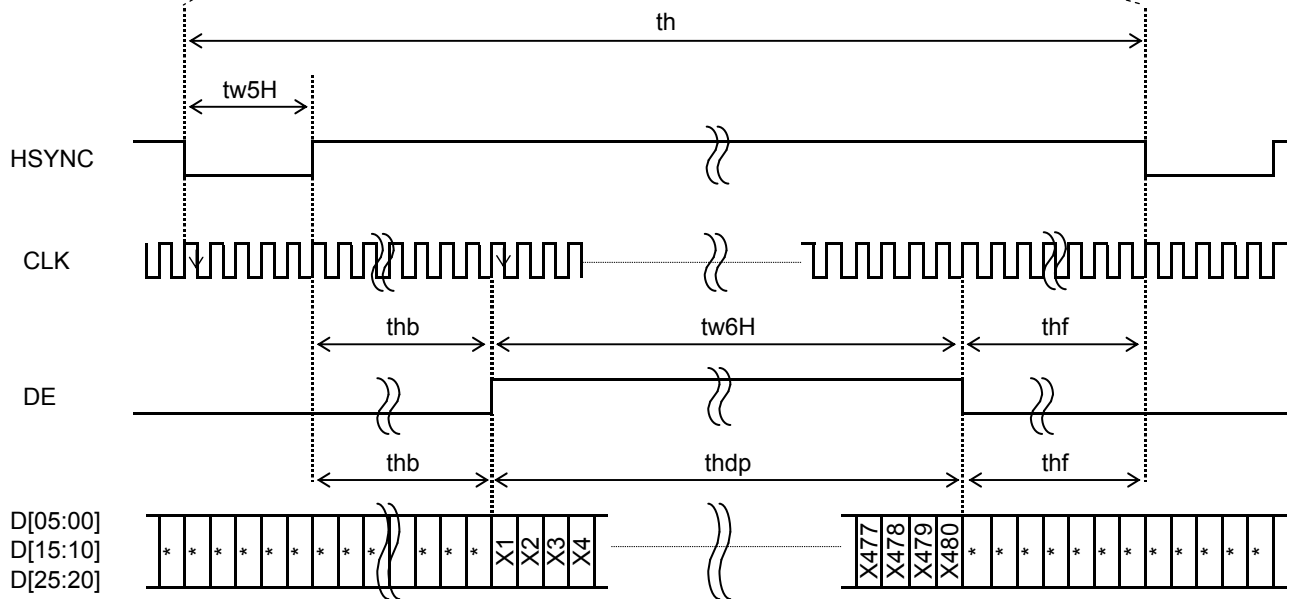 th
tw5H
HSYNC
CLK
thb tw6H thf
DE
thb thdp thf
D[05:00]
D[15:10]
D[25:20]
* * * * * * * * * * * * X1 X2 X3 X4 X477 X478 X479 X480 * * * * * * * * * * * *